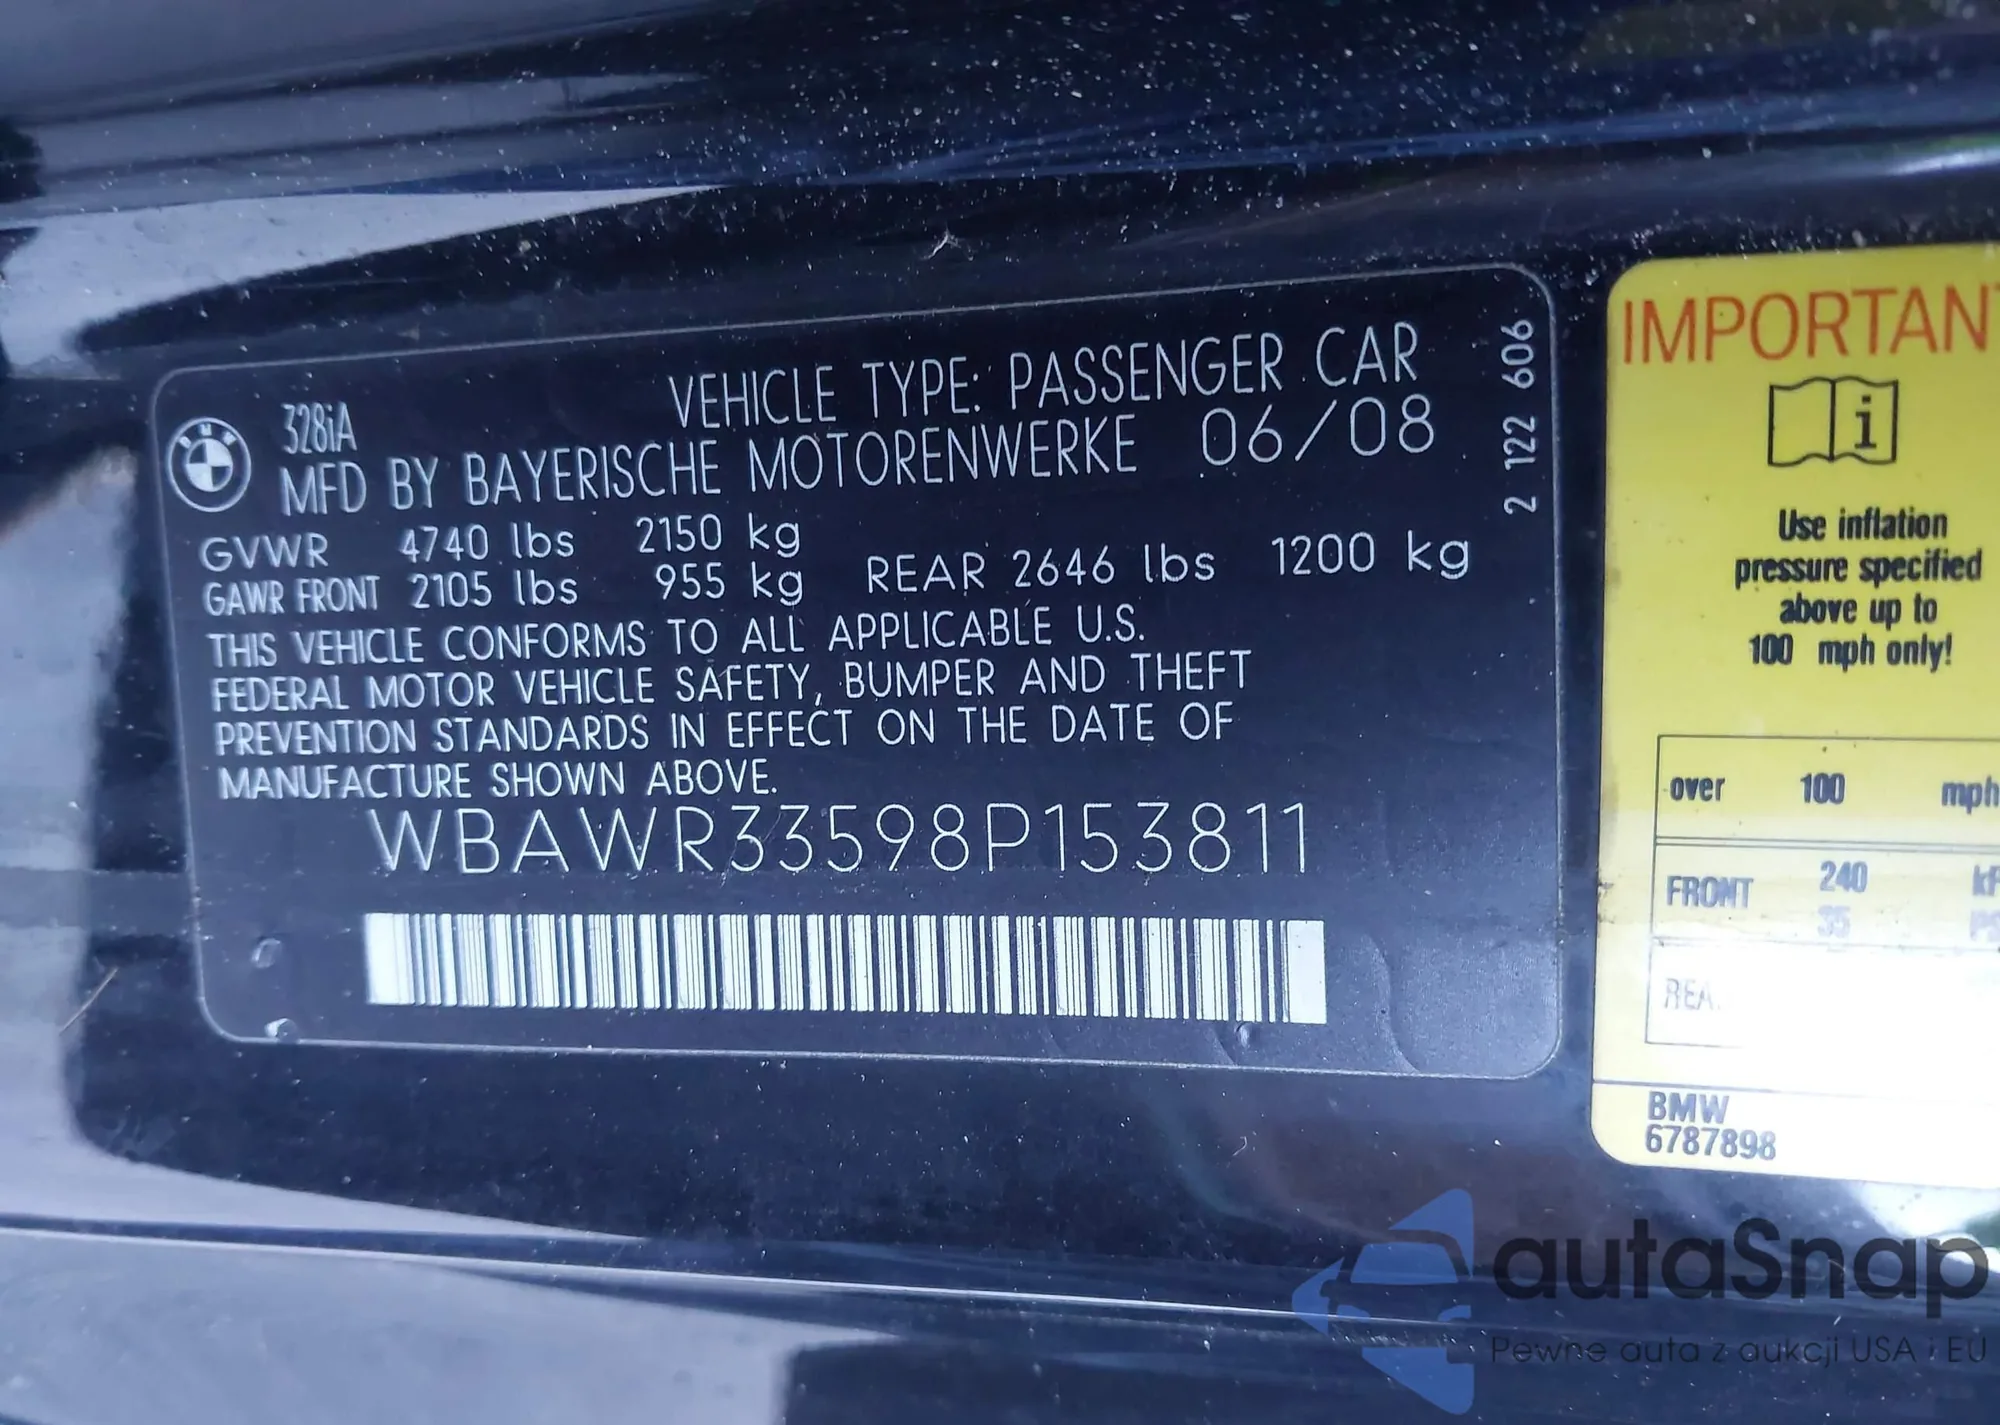 BMW
328iA
VEHICLE TYPE: PASSENGER CAR
MFD BY BAYERISCHE MOTORENWERKE 06/08
GVWR 4740 lbs 2150 kg
GAWR FRONT 2105 lbs 955 kg REAR 2646 lbs 1200 kg
THIS VEHICLE CONFORMS TO ALL APPLICABLE U.S.
FEDERAL MOTOR VEHICLE SAFETY, BUMPER AND THEFT
PREVENTION STANDARDS IN EFFECT ON THE DATE OF
MANUFACTURE SHOWN ABOVE.
WBAWR33598P153811
2 122 606
IMPORTAN
i
Use inflation
pressure specified
above up to
100 mph only!
over 100 mph
FRONT 240
35
REA
BMW
6787898
autaSnap
Pewne auta z aukcji USA i EU